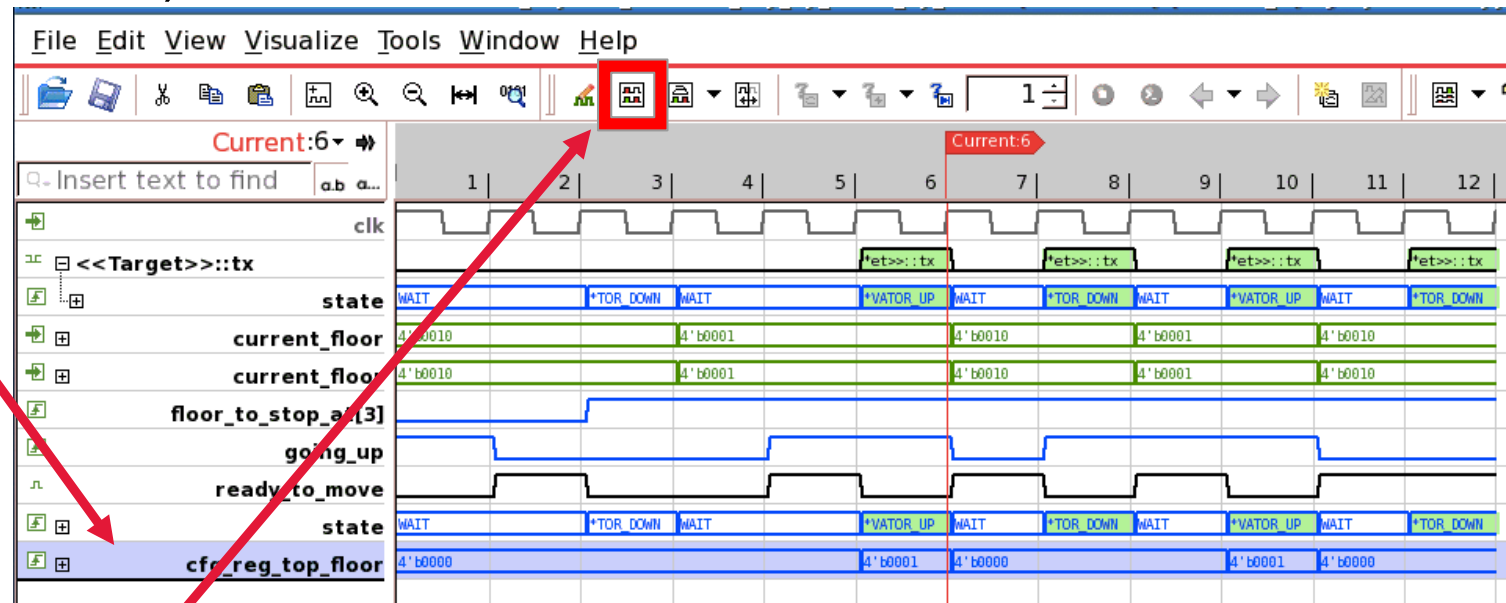 File Edit View Visualize Tools Window Help
1
Current:6
Current:6
Insert text to find a.b a...
1 2 3 4 5 6 7 8 9 10 11 12
clk
<<Target>>::tx *et>>::tx *et>>::tx *et>>::tx *et>>::tx
state WAIT *TOR_DOWN WAIT *VATOR_UP WAIT *TOR_DOWN WAIT *VATOR_UP WAIT *TOR_DOWN
current_floor 4'b0010 4'b0001 4'b0010 4'b0001 4'b0010
current_floor 4'b0010 4'b0001 4'b0010 4'b0001 4'b0010
floor_to_stop_at[3]
going_up
ready_to_move
state WAIT *TOR_DOWN WAIT *VATOR_UP WAIT *TOR_DOWN WAIT *VATOR_UP WAIT *TOR_DOWN
cfg_reg_top_floor 4'b0000 4'b0001 4'b0000 4'b0001 4'b0000